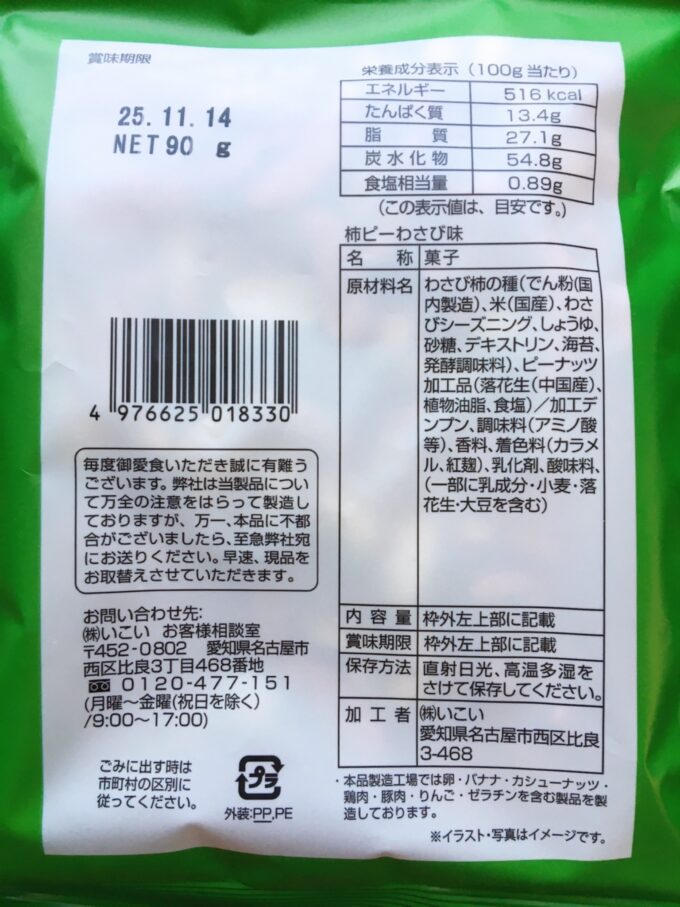 賞味期限
25.11.14
NET 90 g
栄養成分表示（100g当たり）
エネルギー 516 kcal
たんぱく質 13.4g
脂質 27.1g
炭水化物 54.8g
食塩相当量 0.89g
（この表示値は、目安です。）
柿ピーわさび味
名称 菓子
原材料名 わさび柿の種（でん粉（国
内製造）、米（国産）、わさ
びシーズニング、しょうゆ、
砂糖、デキストリン、海苔、
発酵調味料）、ピーナッツ
加工品（落花生（中国産）、
植物油脂、食塩）／加工デ
ンプン、調味料（アミノ酸
等）、香料、着色料（カラメ
ル、紅麹）、乳化剤、酸味料、
（一部に乳成分・小麦・落
花生・大豆を含む）
内容量 枠外左上部に記載
賞味期限 枠外左上部に記載
保存方法 直射日光、高温多湿を
さけて保存してください。
加工者 ㈱いこい
愛知県名古屋市西区比良
3-468
・本品製造工場では卵・バナナ・カシューナッツ・
鶏肉・豚肉・りんご・ゼラチンを含む製品を製
造しております。
※イラスト・写真はイメージです。
4 976625 018330
毎度御愛食いただき誠に有難う
ございます。弊社は当製品につい
て万全の注意をはらって製造し
ておりますが、万一、本品に不都
合がございましたら、至急弊社宛
にお送りください。早速、現品を
お取替えさせていただきます。
お問い合わせ先:
㈱いこい お客様相談室
〒452-0802 愛知県名古屋市
西区比良3丁目468番地
0120-477-151
(月曜～金曜(祝日を除く)
/9:00～17:00)
ごみに出す時は
市町村の区別に
従ってください。
プラ
外装:PP,PE